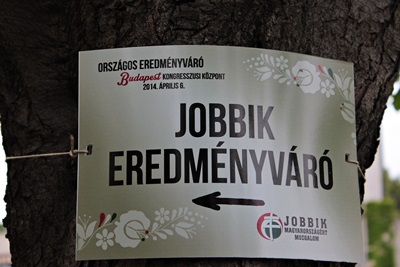 ORSZÁGOS EREDMÉNYVÁRÓ
Budapest KONGRESSZUSI KÖZPONT
2014. ÁPRILIS 6.
JOBBIK
EREDMÉNYVÁRÓ
JOBBIK
MAGYARORSZÁGÉRT
MOZGALOM